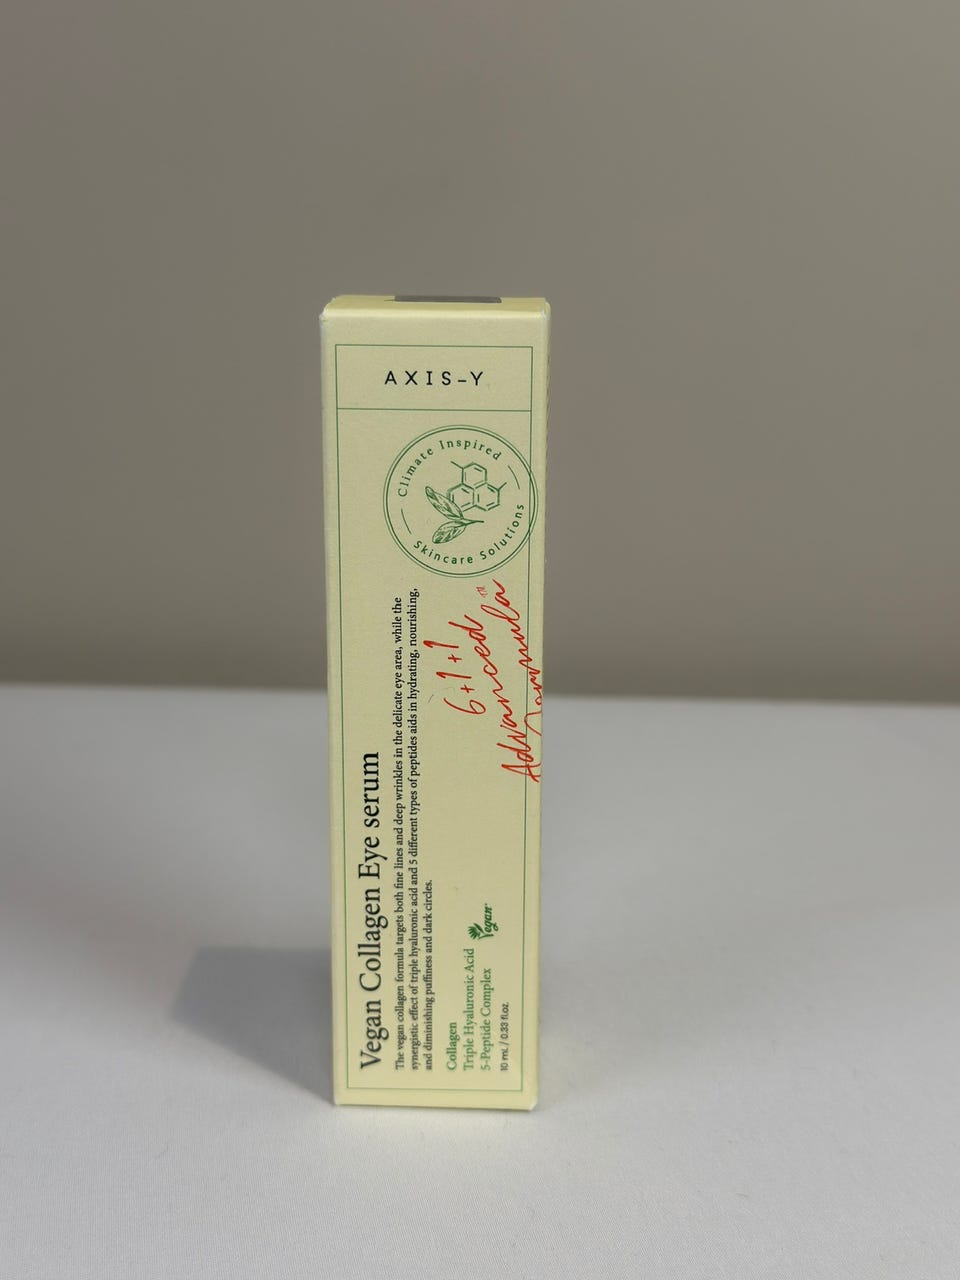 AXIS-Y
Climate Inspired
Skincare Solutions
6+1+1
Advanced
Formula™
Vegan Collagen Eye serum
The vegan collagen formula targets both fine lines and deep wrinkles in the delicate eye area, while the
synergistic effect of triple hyaluronic acid and 5 different types of peptides aids in hydrating, nourishing,
and diminishing puffiness and dark circles.
Collagen
Triple Hyaluronic Acid
5-Peptide Complex
Vegan
10 mL / 0.33 fl.oz.